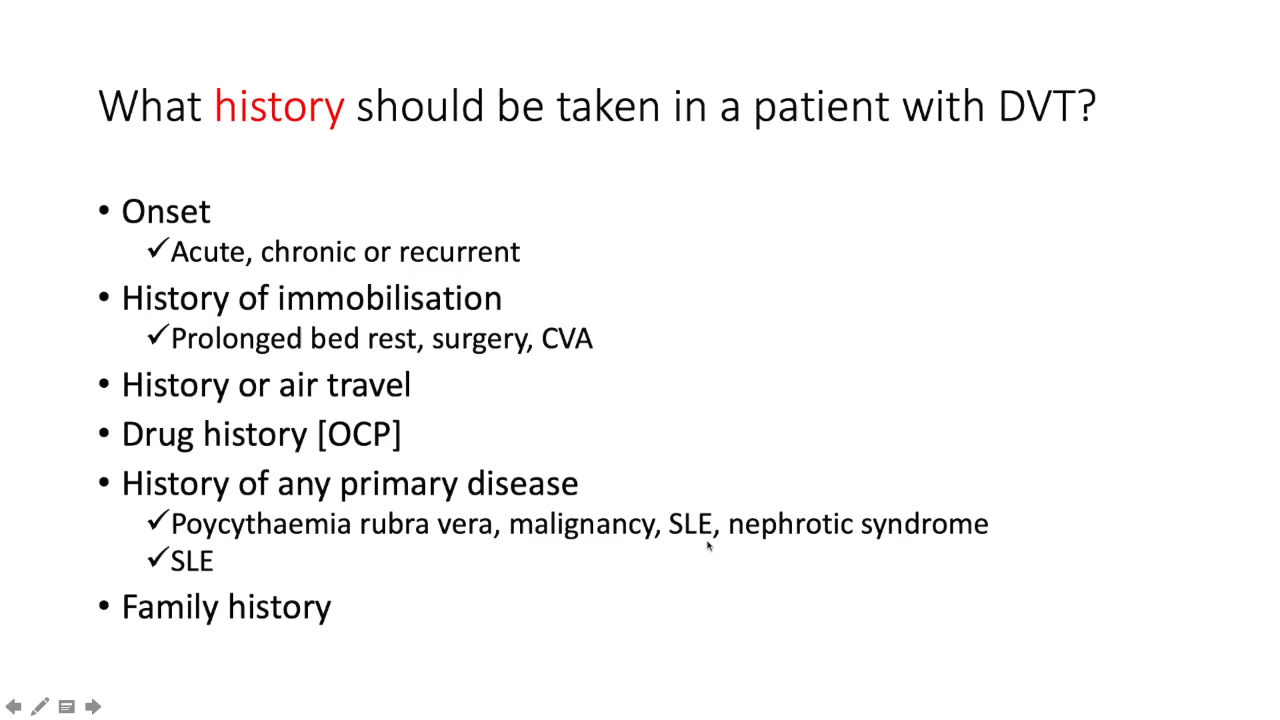 What history should be taken in a patient with DVT?
• Onset
✓Acute, chronic or recurrent
• History of immobilisation
✓Prolonged bed rest, surgery, CVA
• History or air travel
• Drug history [OCP]
• History of any primary disease
✓Poycythaemia rubra vera, malignancy, SLE, nephrotic syndrome
✓SLE
• Family history